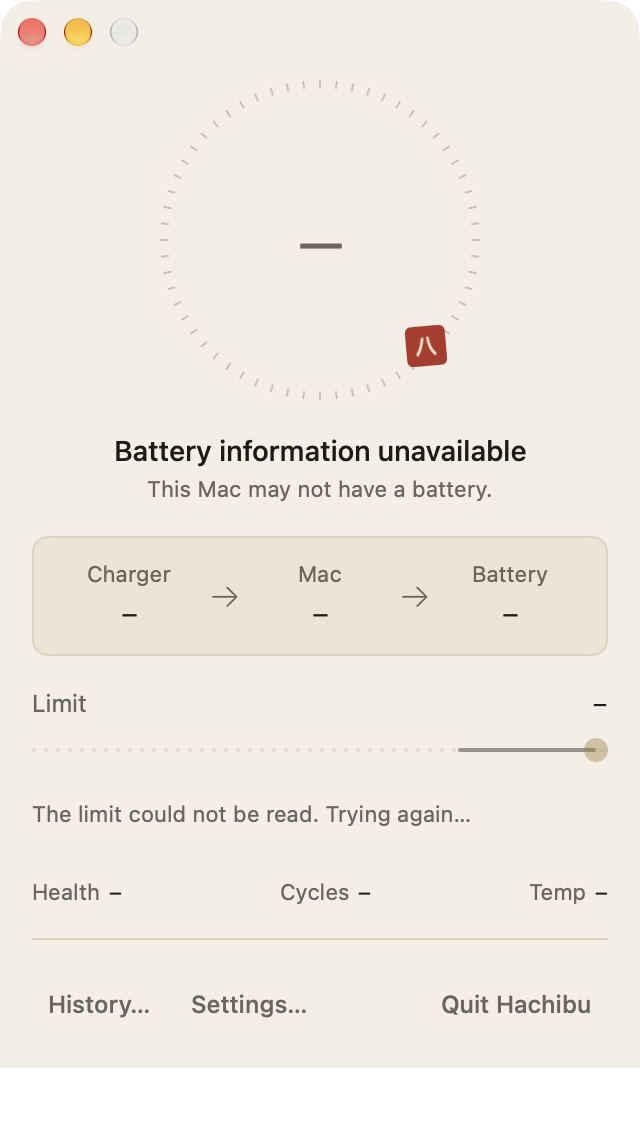 —
八
Battery information unavailable
This Mac may not have a battery.
Charger → Mac → Battery
– – –
Limit –
The limit could not be read. Trying again…
Health – Cycles – Temp –
History… Settings… Quit Hachibu